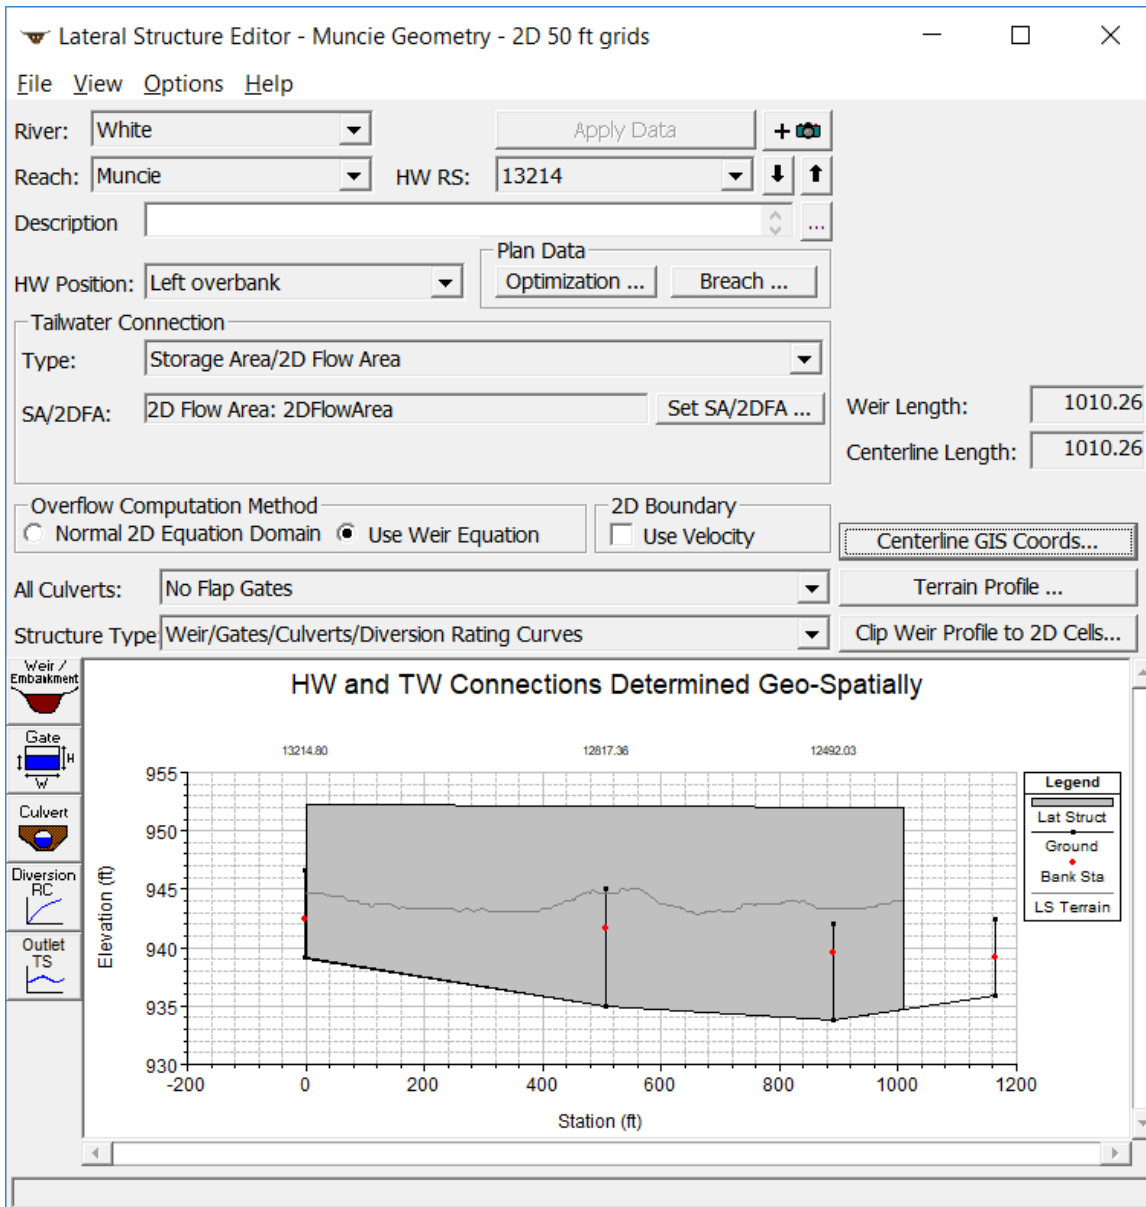 Lateral Structure Editor - Muncie Geometry - 2D 50 ft grids
File View Options Help
River: White Apply Data +
Reach: Muncie HW RS: 13214
Description ...
Plan Data
HW Position: Left overbank Optimization ... Breach ...
Tailwater Connection
Type: Storage Area/2D Flow Area
SA/2DFA: 2D Flow Area: 2DFlowArea Set SA/2DFA ... Weir Length: 1010.26
Centerline Length: 1010.26
Overflow Computation Method 2D Boundary
Normal 2D Equation Domain Use Weir Equation Use Velocity Centerline GIS Coords...
All Culverts: No Flap Gates Terrain Profile ...
Structure Type: Weir/Gates/Culverts/Diversion Rating Curves Clip Weir Profile to 2D Cells...
Weir /
Embankment
Gate
H
W
Culvert
Diversion
RC
Outlet
TS
HW and TW Connections Determined Geo-Spatially
13214.80 12817.36 12492.03
955
950
945
940
935
930
Elevation (ft)
-200 0 200 400 600 800 1000 1200
Station (ft)
Legend
Lat Struct
Ground
Bank Sta
LS Terrain